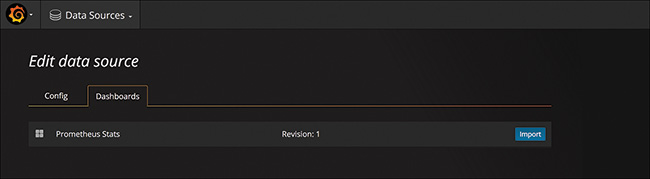 Data Sources
Edit data source
Config Dashboards
Prometheus Stats Revision: 1 Import